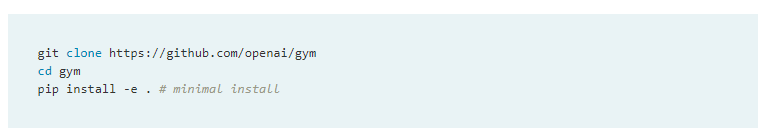 git clone https://github.com/openai/gym
cd gym
pip install -e . # minimal install